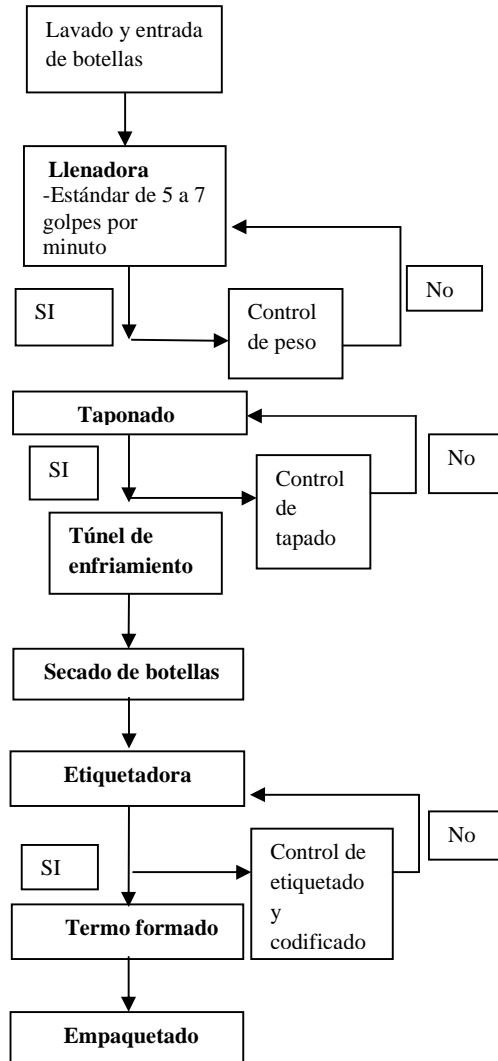 Lavado y entrada
de botellas
Llenadora
-Estándar de 5 a 7
golpes por
minuto
SI
Control
de peso
No
Taponado
SI
Control
de
tapado
No
Túnel de
enfriamiento
Secado de botellas
Etiquetadora
SI
Control de
etiquetado
y
codificado
No
Termo formado
Empaquetado